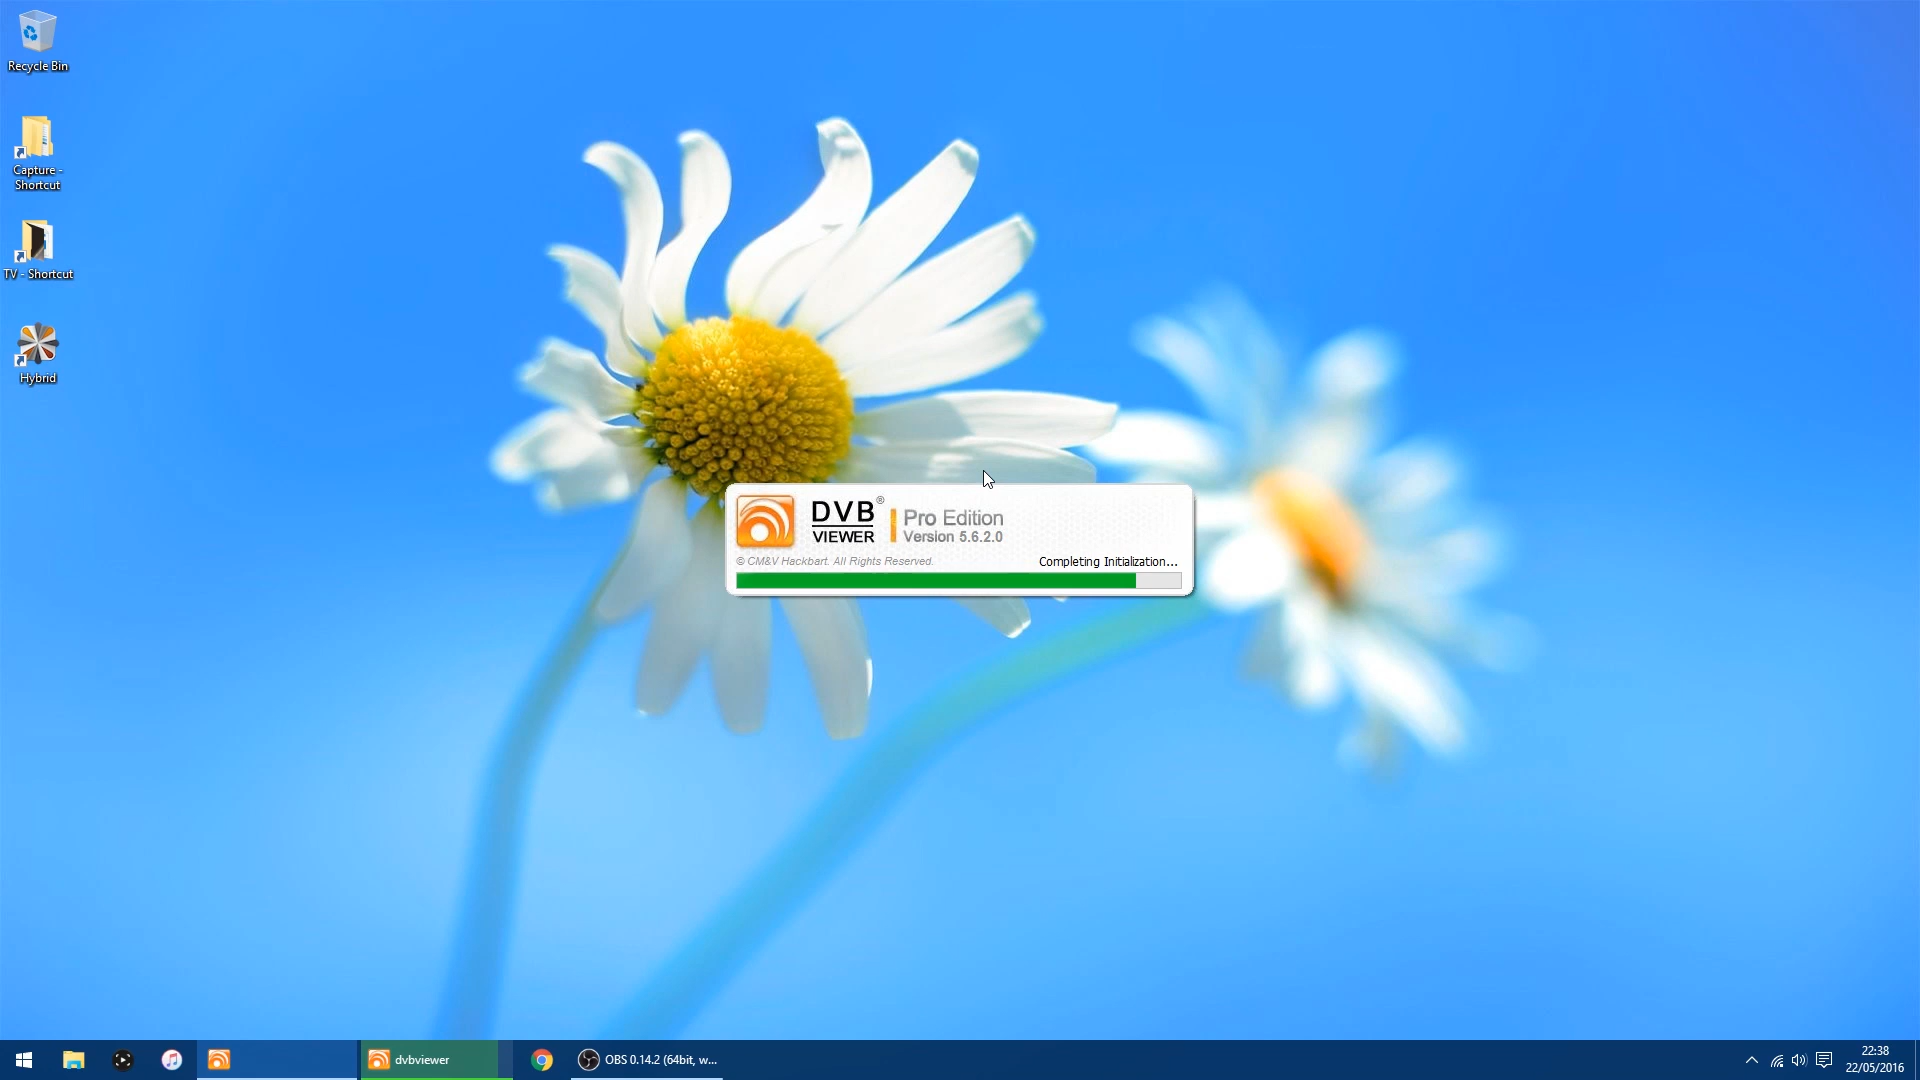 Recycle Bin
Capture -
Shortcut
TV - Shortcut
Hybrid
DVB®
VIEWER
Pro Edition
Version 5.6.2.0
© CM&V Hackbart. All Rights Reserved.
Completing Initialization...
dvbviewer
OBS 0.14.2 (64bit, w...
22:38
22/05/2016